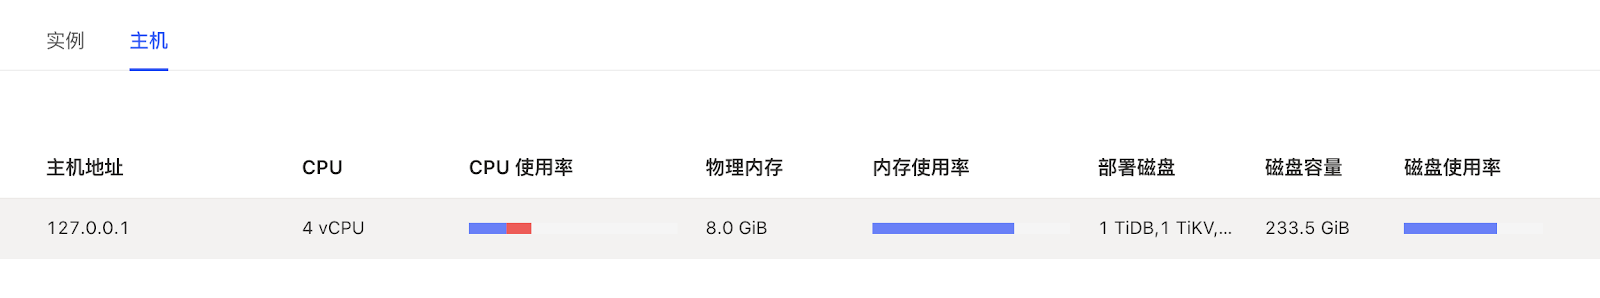 实例 主机
主机地址 CPU CPU 使用率 物理内存 内存使用率 部署磁盘 磁盘容量 磁盘使用率
127.0.0.1 4 vCPU 8.0 GiB 1 TiDB,1 TiKV,... 233.5 GiB